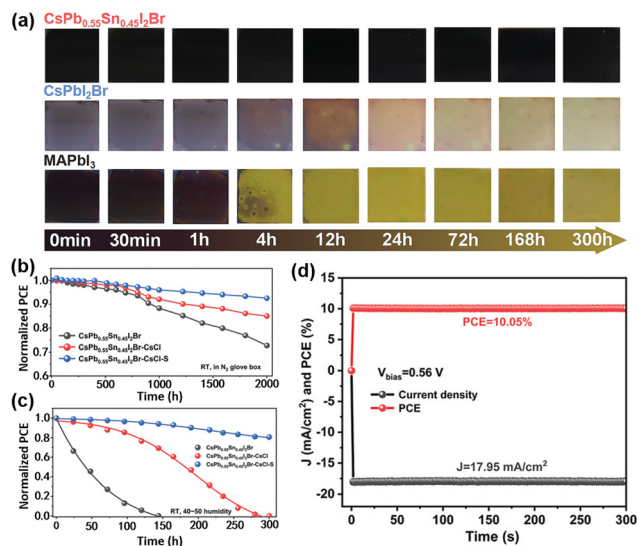 (a)
CsPb0.55Sn0.45I2Br
CsPbI2Br
MAPbI3
0min 30min 1h 4h 12h 24h 72h 168h 300h
(b)
Normalized PCE
1.0
0.9
0.8
0.7
0.6
CsPb0.55Sn0.45I2Br
CsPb0.55Sn0.45I2Br-CsCl
CsPb0.55Sn0.45I2Br-CsCl-S
RT, in N2 glove box
0 500 1000 1500 2000
Time (h)
(c)
Normalized PCE
1.0
0.8
0.6
0.4
0.2
0.0
CsPb0.55Sn0.45I2Br
CsPb0.55Sn0.45I2Br-CsCl
CsPb0.55Sn0.45I2Br-CsCl-S
RT, 40~50 humidity
0 50 100 150 200 250 300
Time (h)
(d)
J (mA/cm2) and PCE (%)
15
10
5
0
-5
-10
-15
-20
PCE=10.05%
Vbias=0.56 V
Current density
PCE
J=17.95 mA/cm2
0 50 100 150 200 250 300
Time (s)